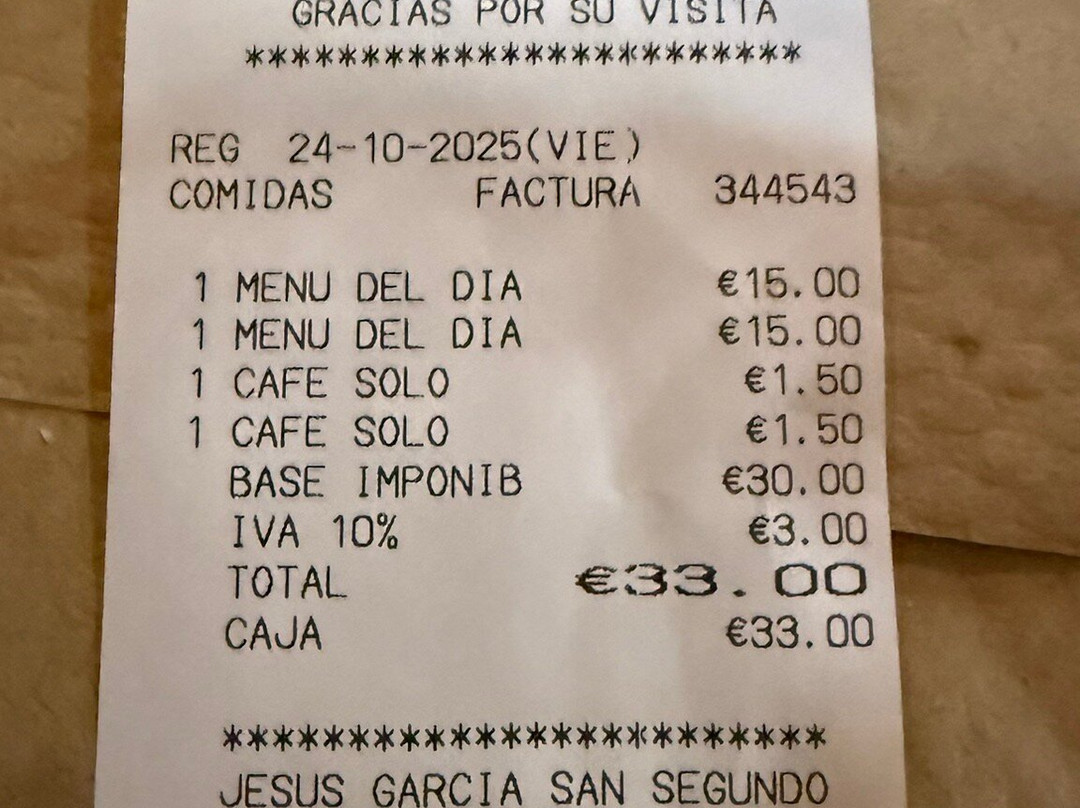 GRACIAS POR SU VISITA
************************
REG 24-10-2025(VIE)
COMIDAS FACTURA 344543
1 MENU DEL DIA €15.00
1 MENU DEL DIA €15.00
1 CAFE SOLO €1.50
1 CAFE SOLO €1.50
BASE IMPONIB €30.00
IVA 10% €3.00
TOTAL €33.00
CAJA €33.00
************************
JESUS GARCIA SAN SEGUNDO